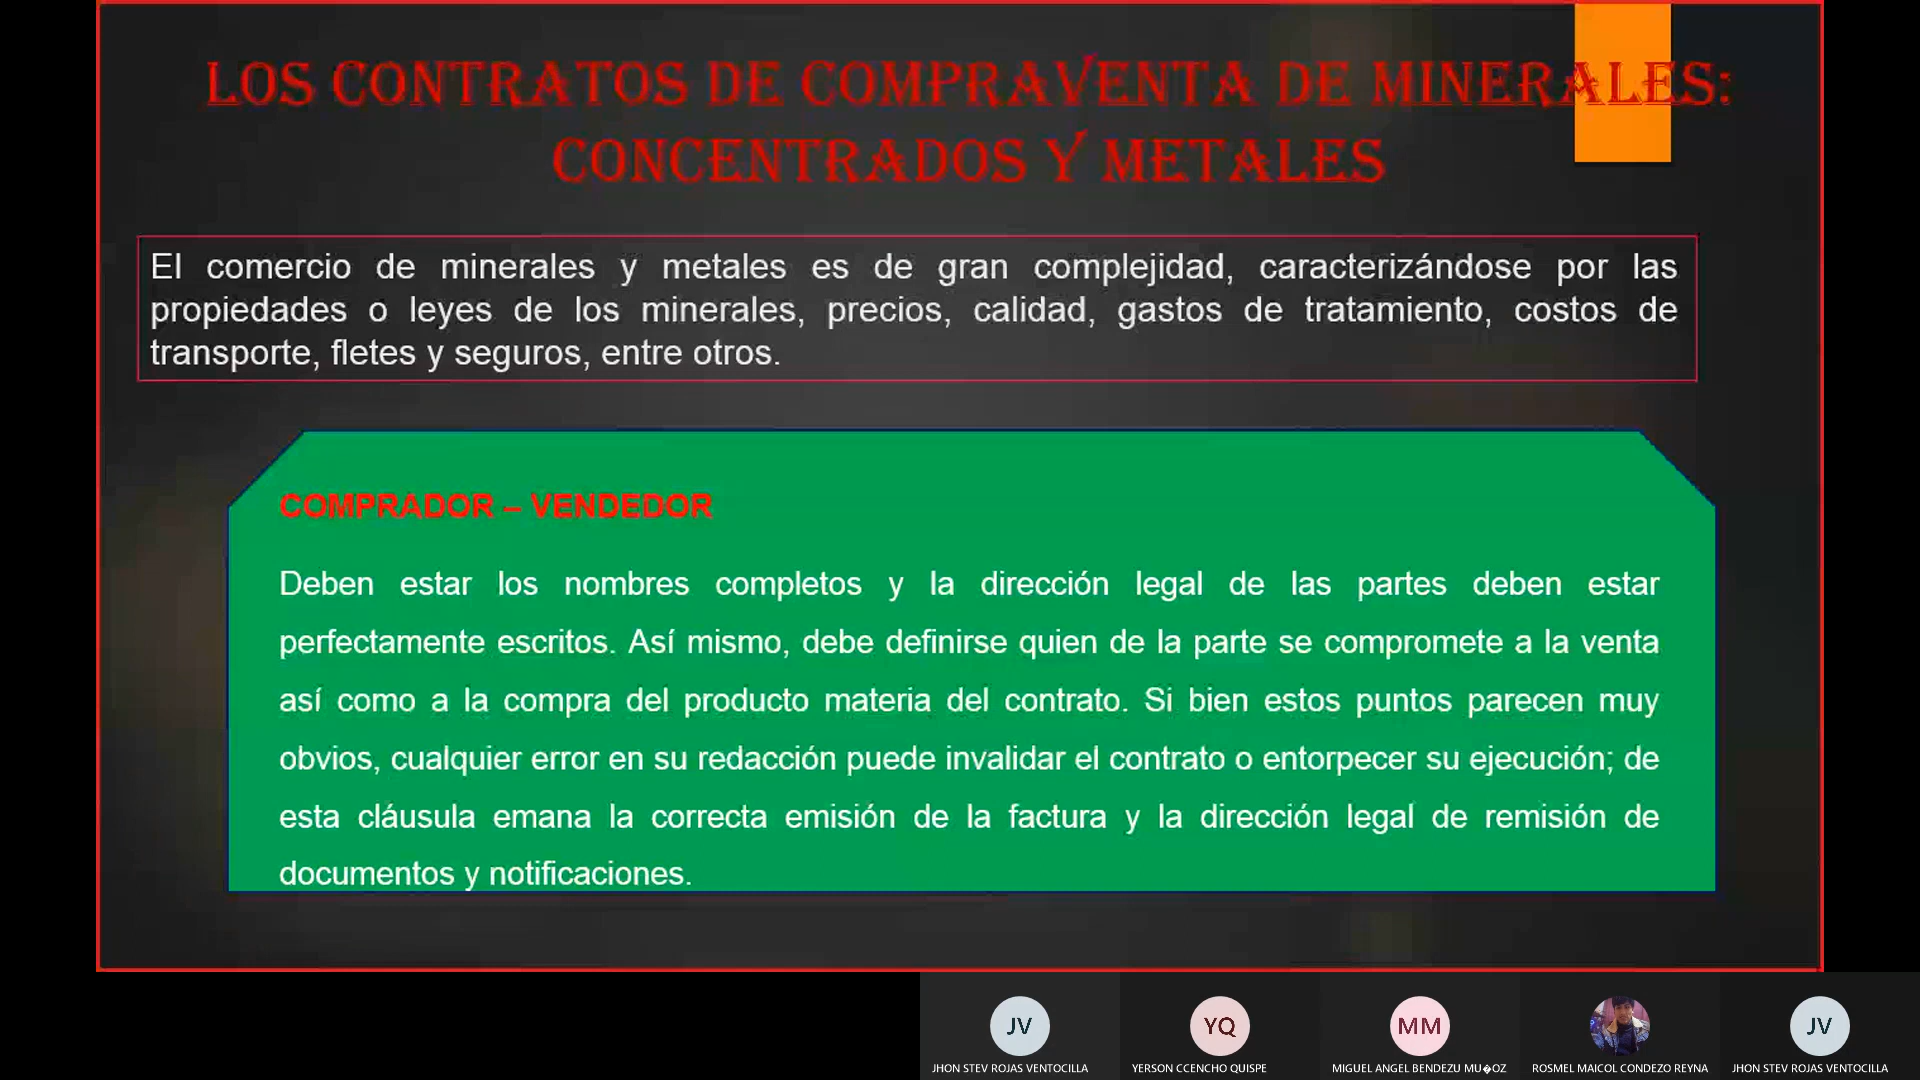 LOS CONTRATOS DE COMPRAVENTA DE MINERALES:
CONCENTRADOS Y METALES
El comercio de minerales y metales es de gran complejidad, caracterizándose por las
propiedades o leyes de los minerales, precios, calidad, gastos de tratamiento, costos de
transporte, fletes y seguros, entre otros.
COMPRADOR – VENDEDOR
Deben estar los nombres completos y la dirección legal de las partes deben estar
perfectamente escritos. Así mismo, debe definirse quien de la parte se compromete a la venta
así como a la compra del producto materia del contrato. Si bien estos puntos parecen muy
obvios, cualquier error en su redacción puede invalidar el contrato o entorpecer su ejecución; de
esta cláusula emana la correcta emisión de la factura y la dirección legal de remisión de
documentos y notificaciones.
JV
YQ
MM
JV
JHON STEV ROJAS VENTOCILLA
YERSON CCENCHO QUISPE
MIGUEL ANGEL BENDEZU MU�OZ
ROSMEL MAICOL CONDEZO REYNA
JHON STEV ROJAS VENTOCILLA